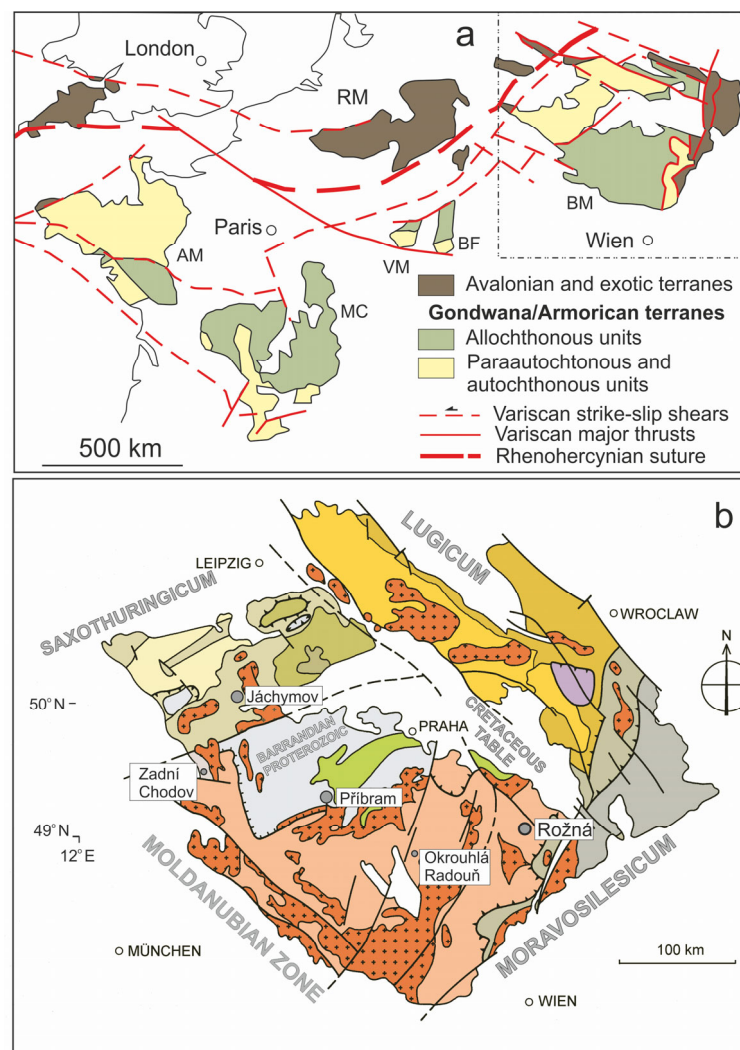 a
London
RM
Paris
AM
MC
VM
BF
BM
Wien
Avalonian and exotic terranes
Gondwana/Armorican terranes
Allochthonous units
Paraautochtonous and
autochthonous units
Variscan strike-slip shears
Variscan major thrusts
Rhenohercynian suture
500 km
b
LEIPZIG
LUGICUM
SAXOTHURINGICUM
WROCLAW
N
50°N
Jáchymov
PRAHA
CRETACEOUS
TABLE
BARRANDIAN
PROTEROZOIC
Zadní
Chodov
Příbram
Rožná
49°N
12°E
Okrouhlá
Radouň
MOLDANUBIAN ZONE
MORAVOSILESICUM
MÜNCHEN
100 km
WIEN